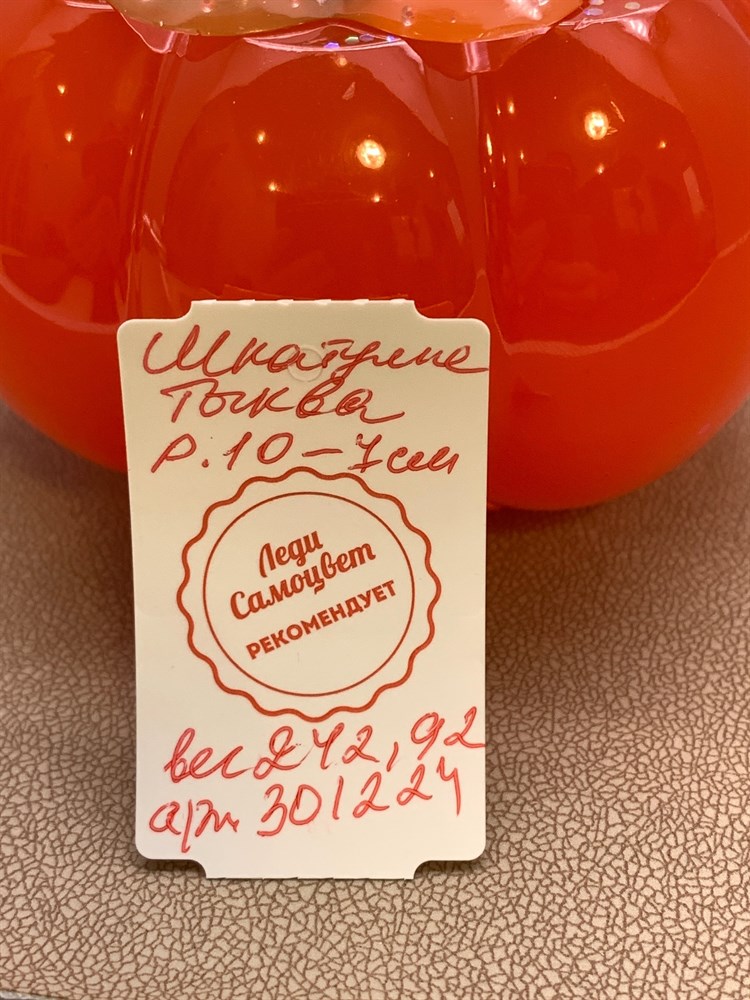 Шкатулка
Тыква
р.10-7см
Леди
Самоцвет
РЕКОМЕНДУЕТ
вес 242,92
арт 301224